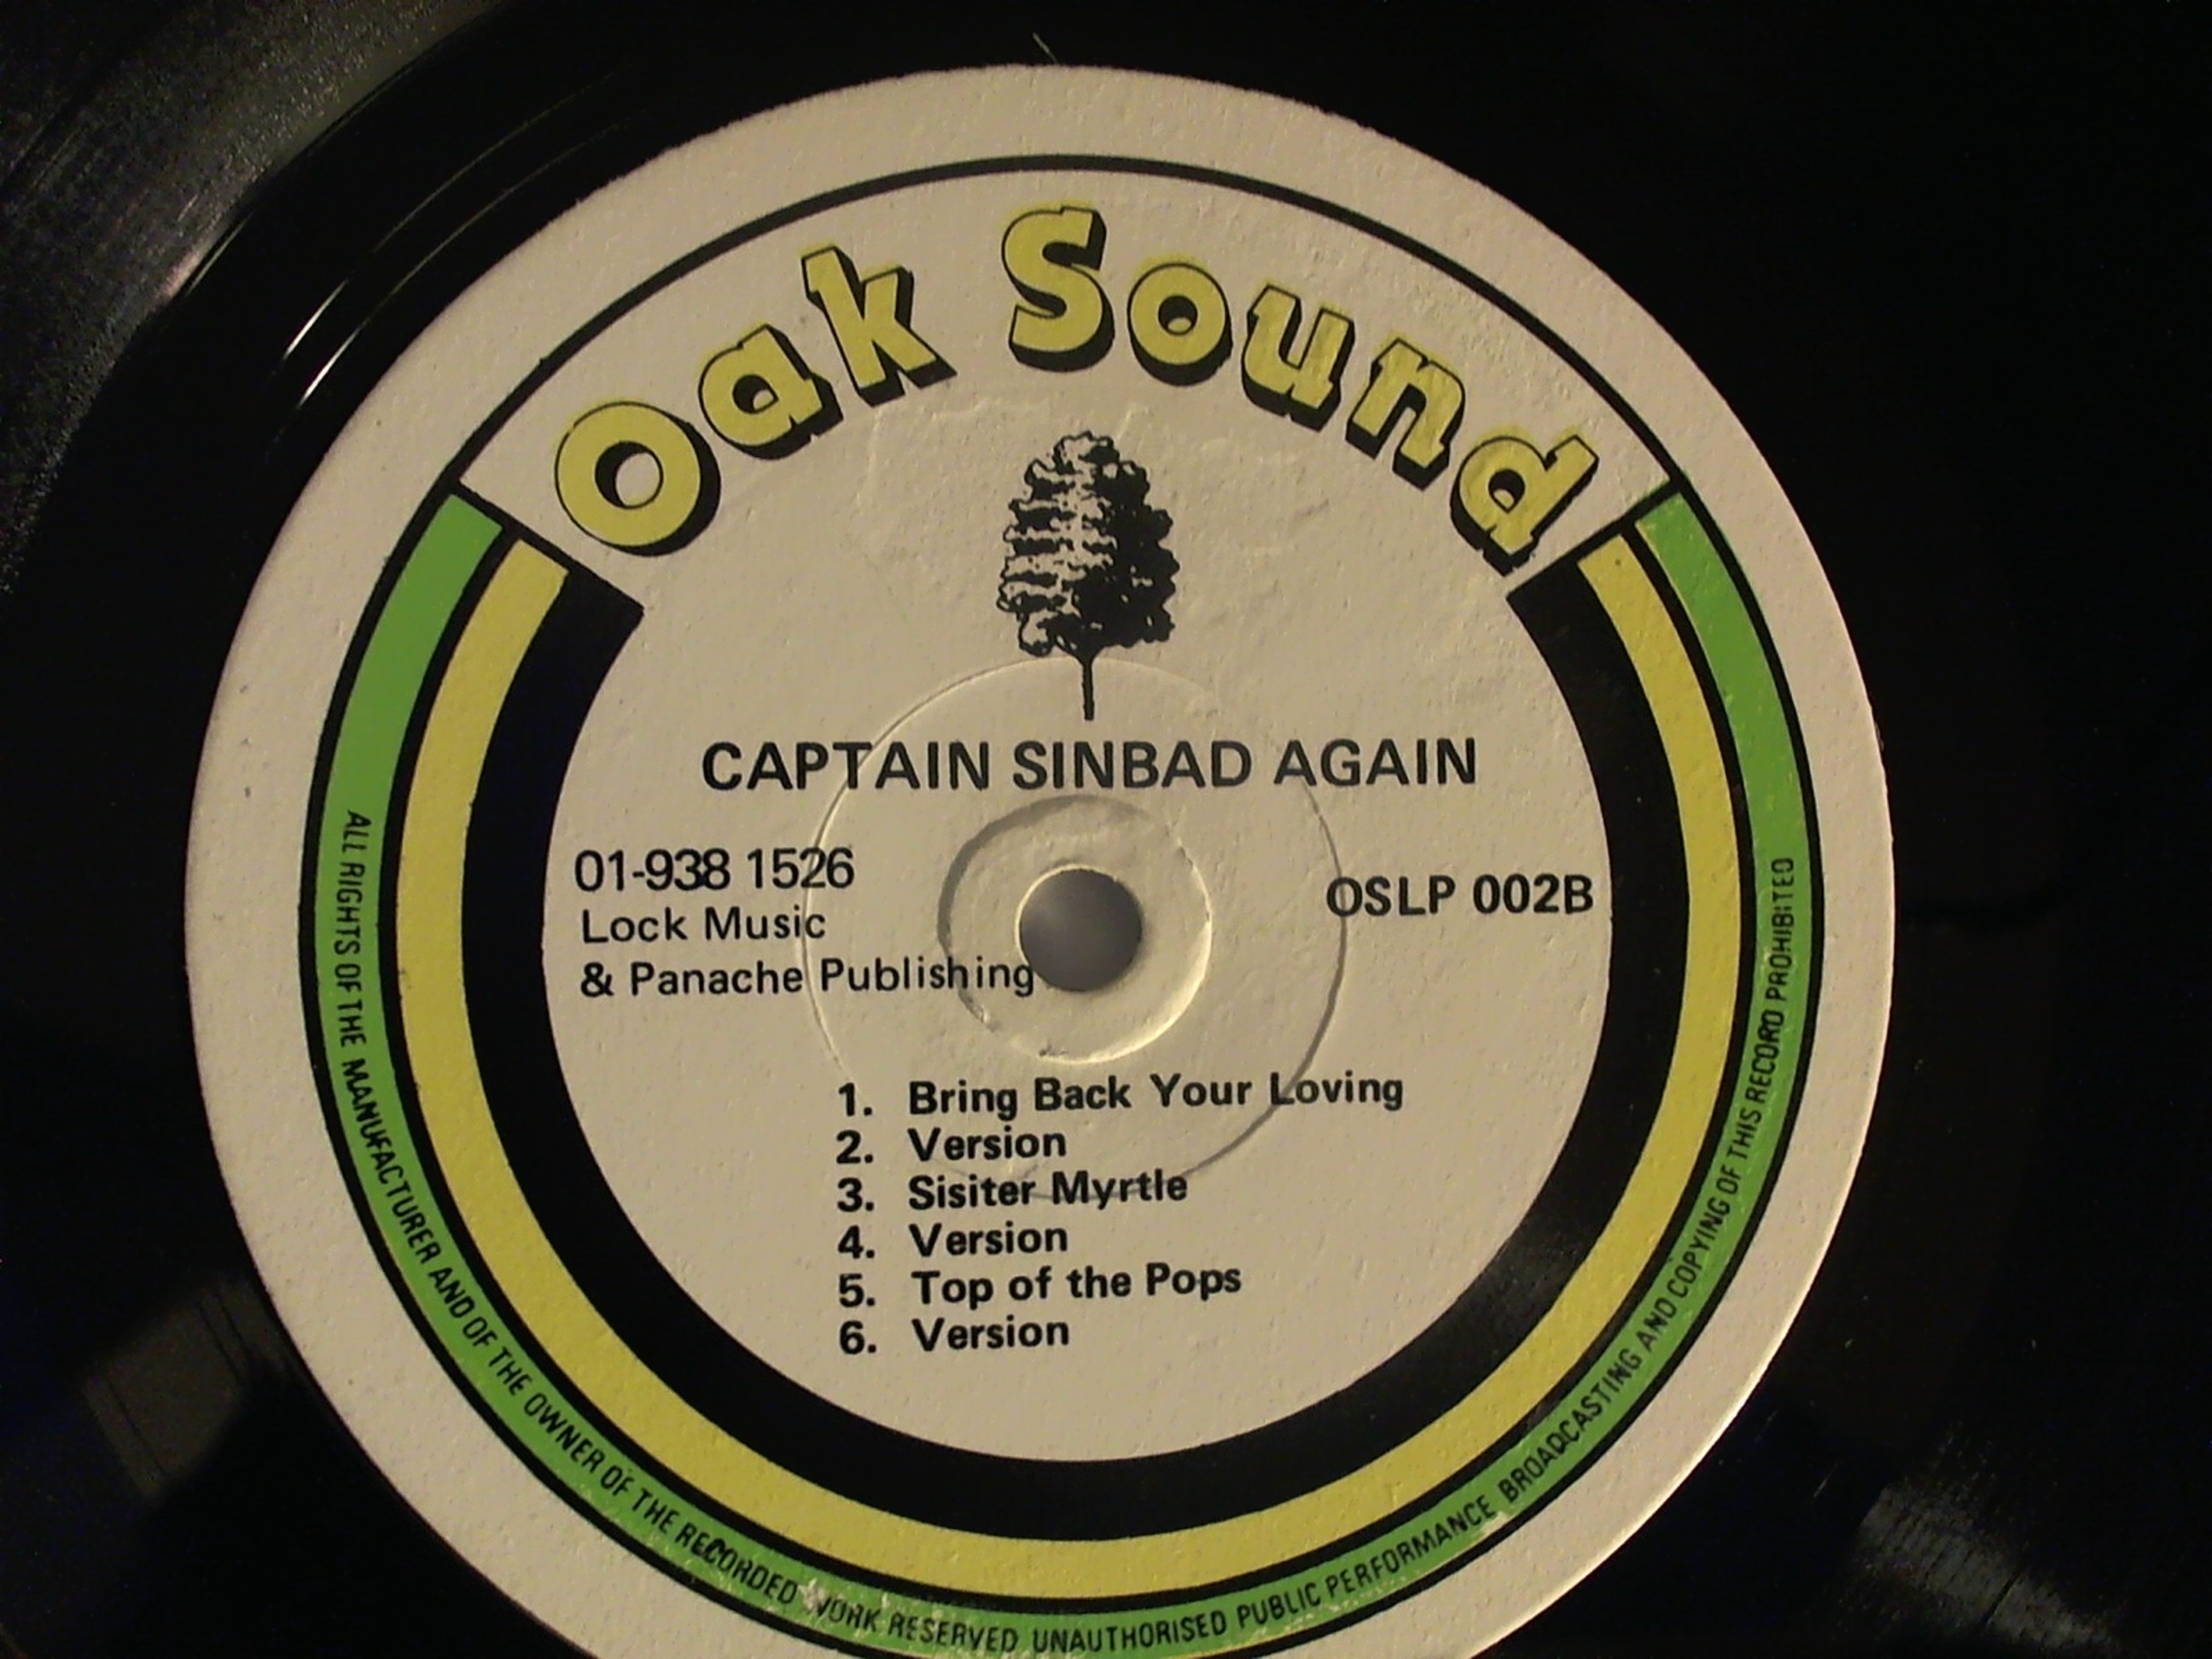 Oak Sound
CAPTAIN SINBAD AGAIN
01-938 1526
Lock Music
& Panache Publishing
OSLP 002B
1. Bring Back Your Loving
2. Version
3. Sisiter Myrtle
4. Version
5. Top of the Pops
6. Version
ALL RIGHTS OF THE MANUFACTURER AND OF THE OWNER OF THE RECORDED WORK RESERVED UNAUTHORISED PUBLIC PERFORMANCE BROADCASTING AND COPYING OF THIS RECORD PROHIBITED